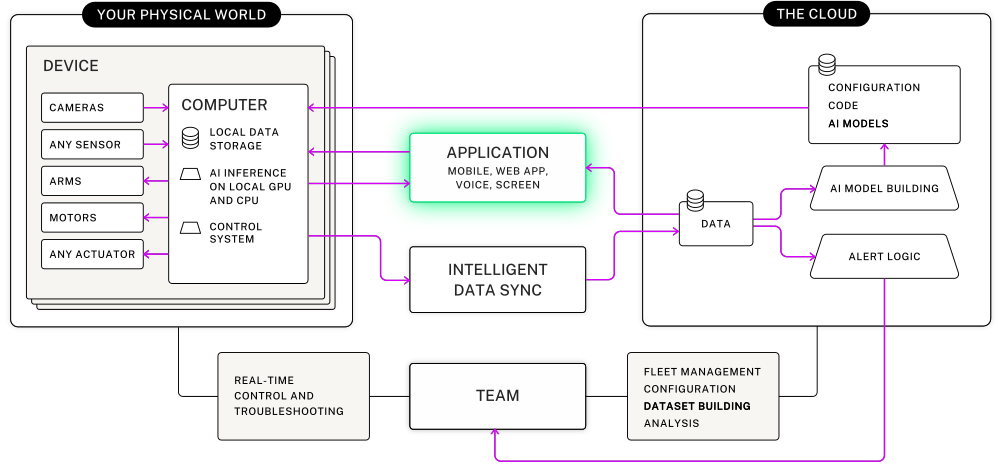 YOUR PHYSICAL WORLD
DEVICE
CAMERAS
ANY SENSOR
ARMS
MOTORS
ANY ACTUATOR
COMPUTER
LOCAL DATA
STORAGE
AI INFERENCE
ON LOCAL GPU
AND CPU
CONTROL
SYSTEM
APPLICATION
MOBILE, WEB APP,
VOICE, SCREEN
INTELLIGENT
DATA SYNC
THE CLOUD
CONFIGURATION
CODE
AI MODELS
AI MODEL BUILDING
DATA
ALERT LOGIC
REAL-TIME
CONTROL AND
TROUBLESHOOTING
TEAM
FLEET MANAGEMENT
CONFIGURATION
DATASET BUILDING
ANALYSIS